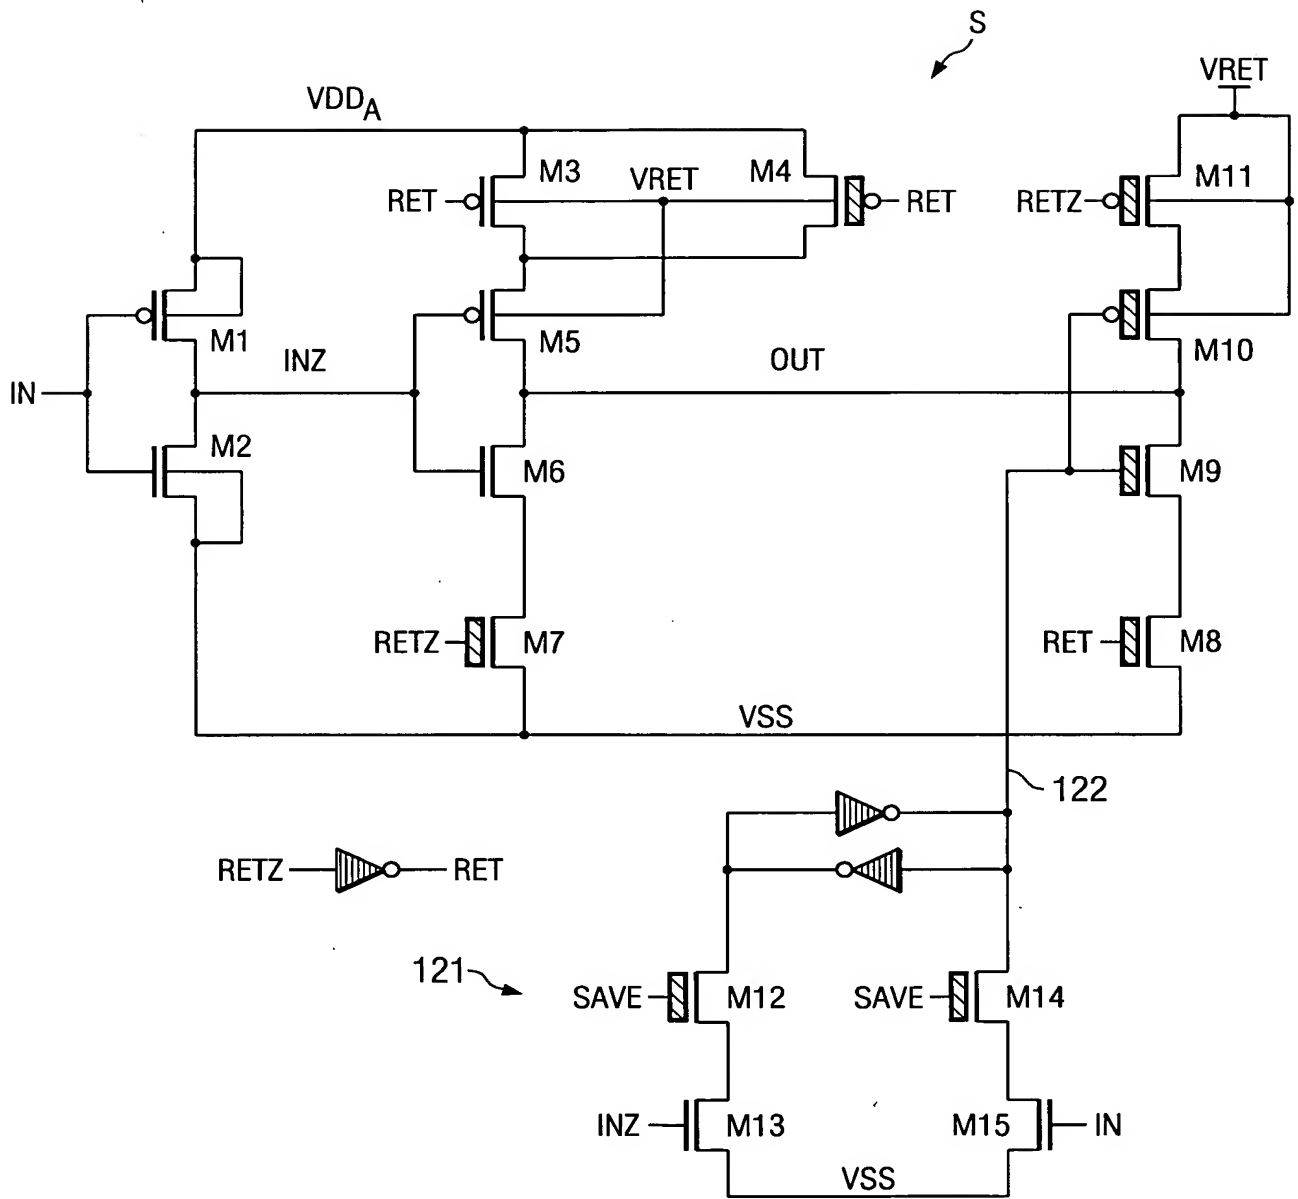 S
VRET
VDDA
M3
VRET
M4
M11
RET
RET
RETZ
M1
M5
M10
INZ
OUT
IN
M2
M6
M9
RETZ
M7
RET
M8
VSS
122
RETZ
RET
121
SAVE
M12
SAVE
M14
INZ
M13
M15
IN
VSS